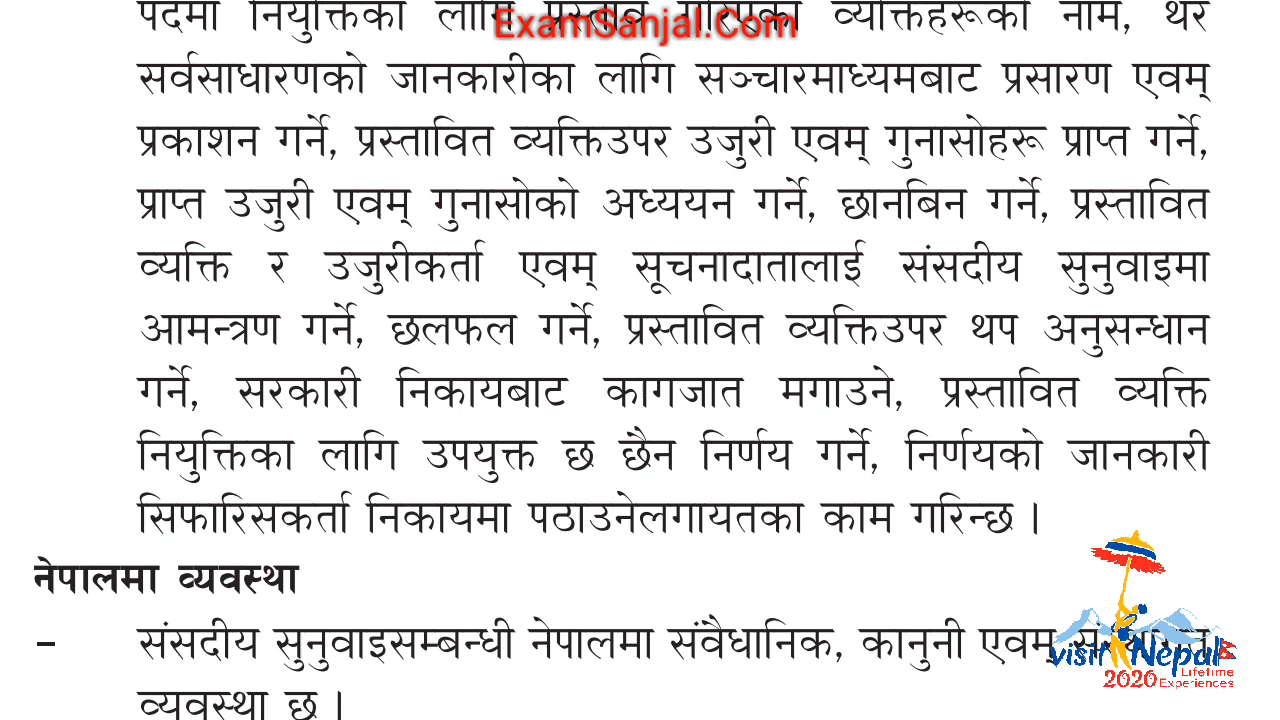 पदमा नियुक्तिका लागि प्रस्ताव गरिएका व्यक्तिहरूको नाम, थर
ExamSanjal.Com
सर्वसाधारणको जानकारीका लागि सञ्चारमाध्यमबाट प्रसारण एवम्
प्रकाशन गर्ने, प्रस्तावित व्यक्तिउपर उजुरी एवम् गुनासोहरू प्राप्त गर्ने,
प्राप्त उजुरी एवम् गुनासोको अध्ययन गर्ने, छानबिन गर्ने, प्रस्तावित
व्यक्ति र उजुरीकर्ता एवम् सूचनादातालाई संसदीय सुनुवाइमा
आमन्त्रण गर्ने, छलफल गर्ने, प्रस्तावित व्यक्तिउपर थप अनुसन्धान
गर्ने, सरकारी निकायबाट कागजात मगाउने, प्रस्तावित व्यक्ति
नियुक्तिका लागि उपयुक्त छ छैन निर्णय गर्ने, निर्णयको जानकारी
सिफारिसकर्ता निकायमा पठाउनेलगायतका काम गरिन्छ ।
नेपालमा व्यवस्था
– संसदीय सुनुवाइसम्बन्धी नेपालमा संवैधानिक, कानुनी एवम्
व्यवस्था छ ।
visit Nepal
2020 Lifetime Experiences